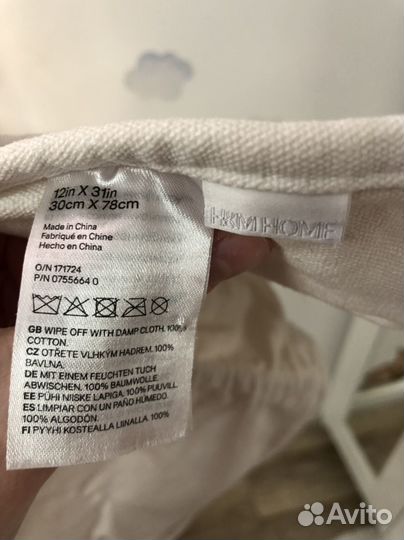 12in X 31in
30cm X 78cm
Made in China
Fabriqué en Chine
Hecho en China
O/N 171724
P/N 0755664 0
GB WIPE OFF WITH DAMP CLOTH. 100%
COTTON.
CZ OTŘETE VLHKÝM HADREM. 100%
BAVLNA.
DE MIT EINEM FEUCHTEN TUCH
ABWISCHEN. 100% BAUMWOLLE
EE PÜHI NIISKE LAPIGA. 100% PUUVILL.
ES LIMPIAR CON UN PAÑO HÚMEDO.
100% ALGODÓN.
FI PYYHI KOSTEALLA LIINALLA. 100%
H&M HOME
Avito